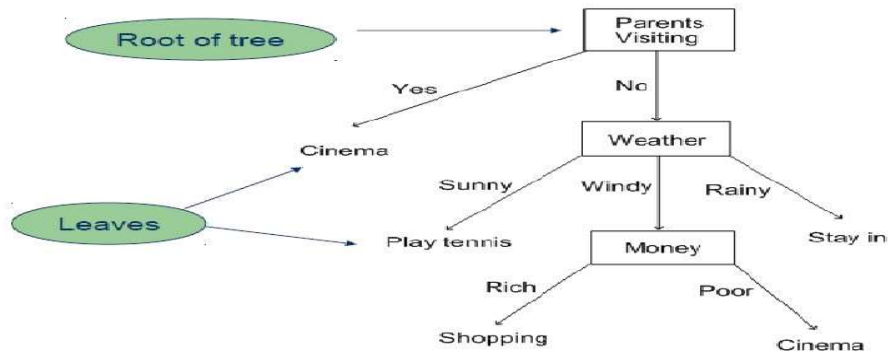 Root of tree
Parents
Visiting
Yes
No
Cinema
Weather
Sunny
Windy
Rainy
Leaves
Play tennis
Money
Stay in
Rich
Poor
Shopping
Cinema